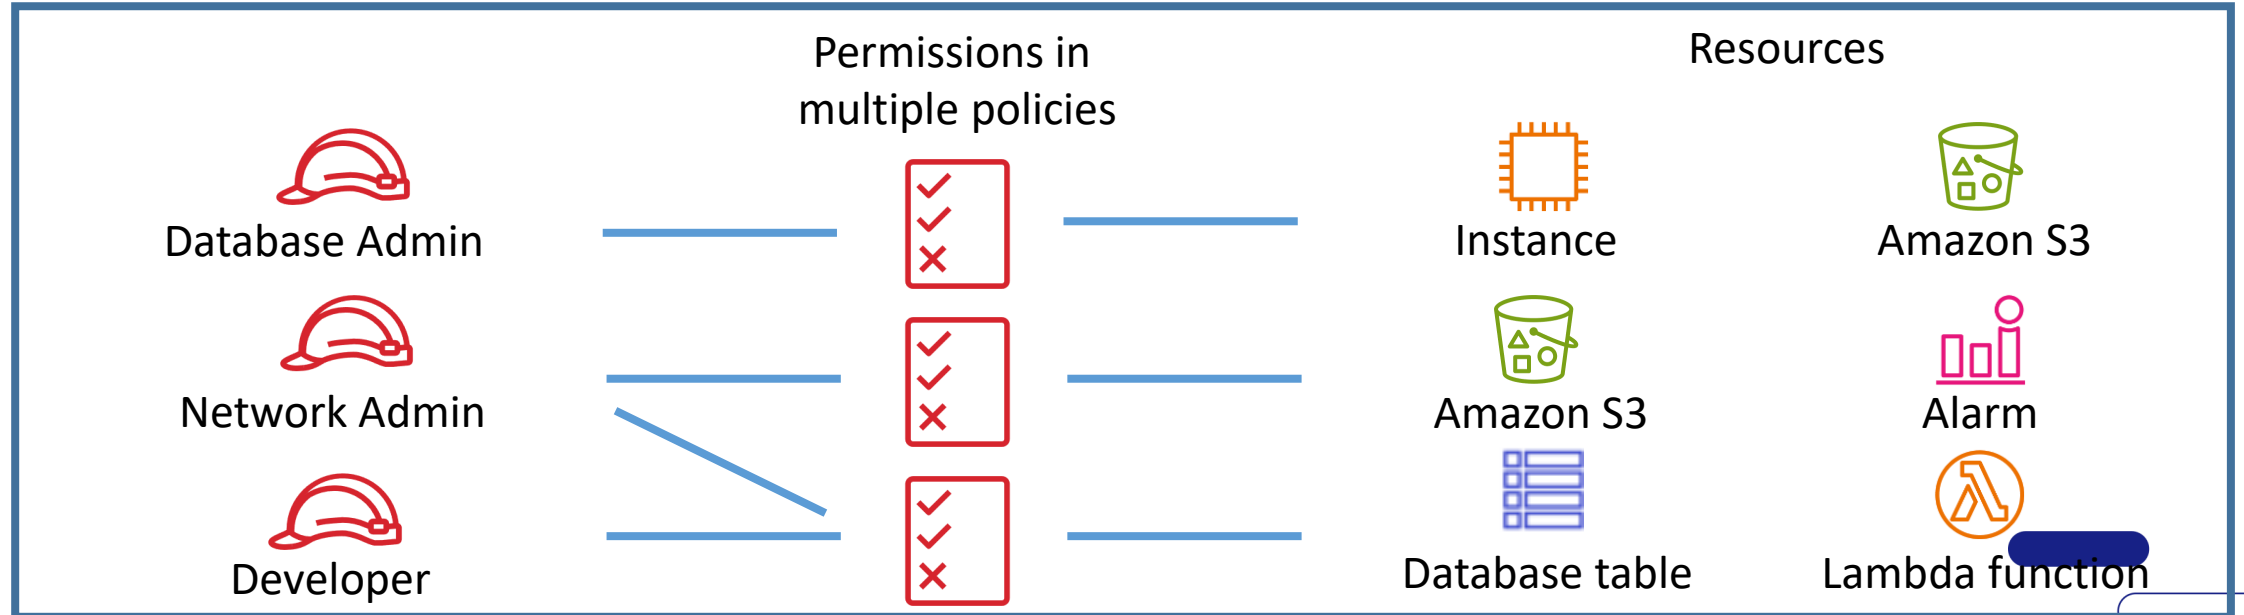 Permissions in
multiple policies
Resources
Database Admin
Instance
Amazon S3
Network Admin
Amazon S3
Alarm
Developer
Database table
Lambda function